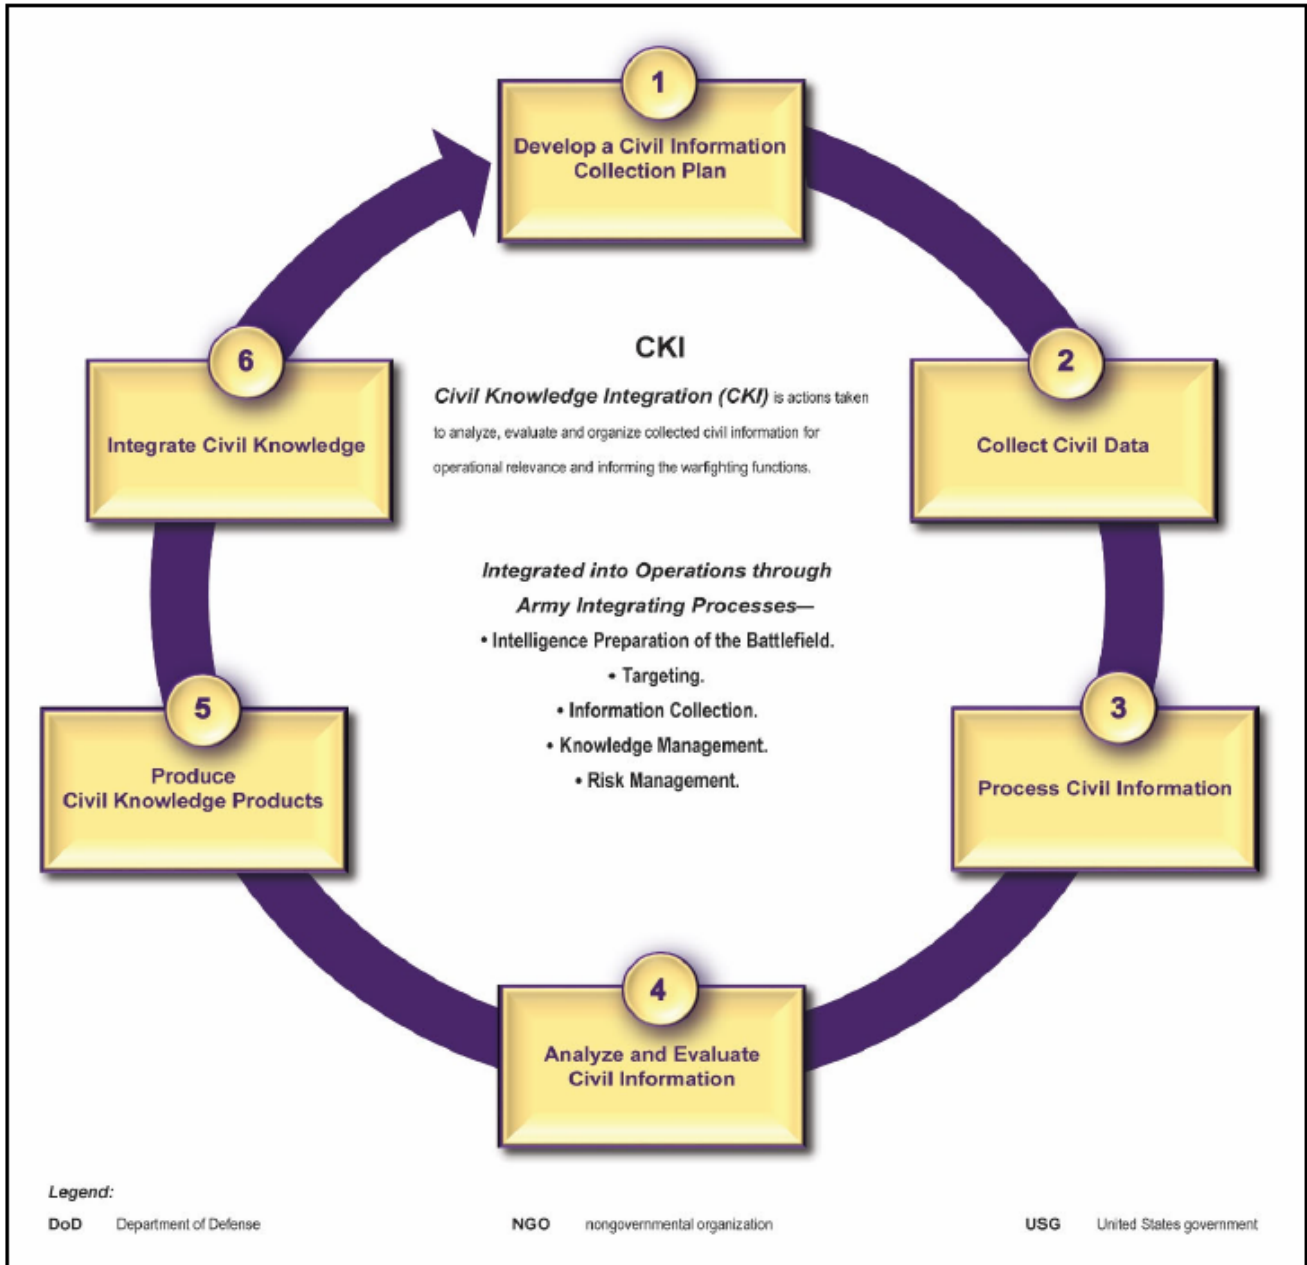 1
Develop a Civil Information
Collection Plan
2
Collect Civil Data
3
Process Civil Information
4
Analyze and Evaluate
Civil Information
5
Produce
Civil Knowledge Products
6
Integrate Civil Knowledge
CKI
Civil Knowledge Integration (CKI) is actions taken
to analyze, evaluate and organize collected civil information for
operational relevance and informing the warfighting functions.
Integrated into Operations through
Army Integrating Processes—
• Intelligence Preparation of the Battlefield.
• Targeting.
• Information Collection.
• Knowledge Management.
• Risk Management.
Legend:
DoD Department of Defense NGO nongovernmental organization USG United States government